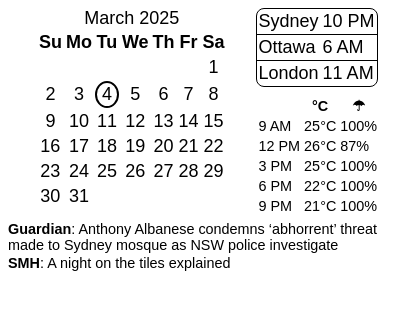 March 2025
Su Mo Tu We Th Fr Sa
1
2 3 4 5 6 7 8
9 10 11 12 13 14 15
16 17 18 19 20 21 22
23 24 25 26 27 28 29
30 31
Sydney 10 PM
Ottawa 6 AM
London 11 AM
°C ☂
9 AM 25°C 100%
12 PM 26°C 87%
3 PM 25°C 100%
6 PM 22°C 100%
9 PM 21°C 100%
Guardian: Anthony Albanese condemns ‘abhorrent’ threat
made to Sydney mosque as NSW police investigate
SMH: A night on the tiles explained